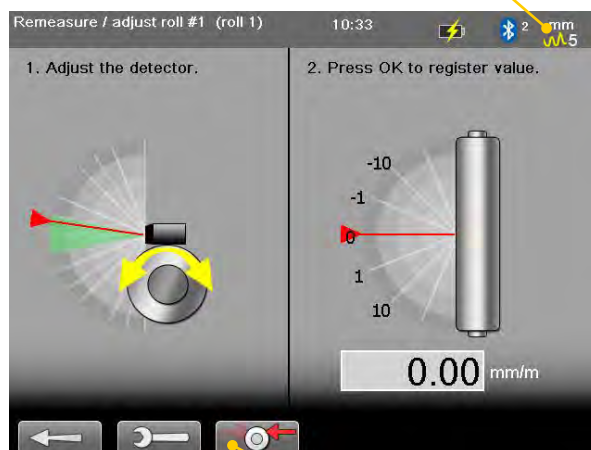 Remeasure / adjust roll #1 (roll 1) 10:33 2 mm
5
1. Adjust the detector.
2. Press OK to register value.
-10
-1
0
1
10
0.00 mm/m